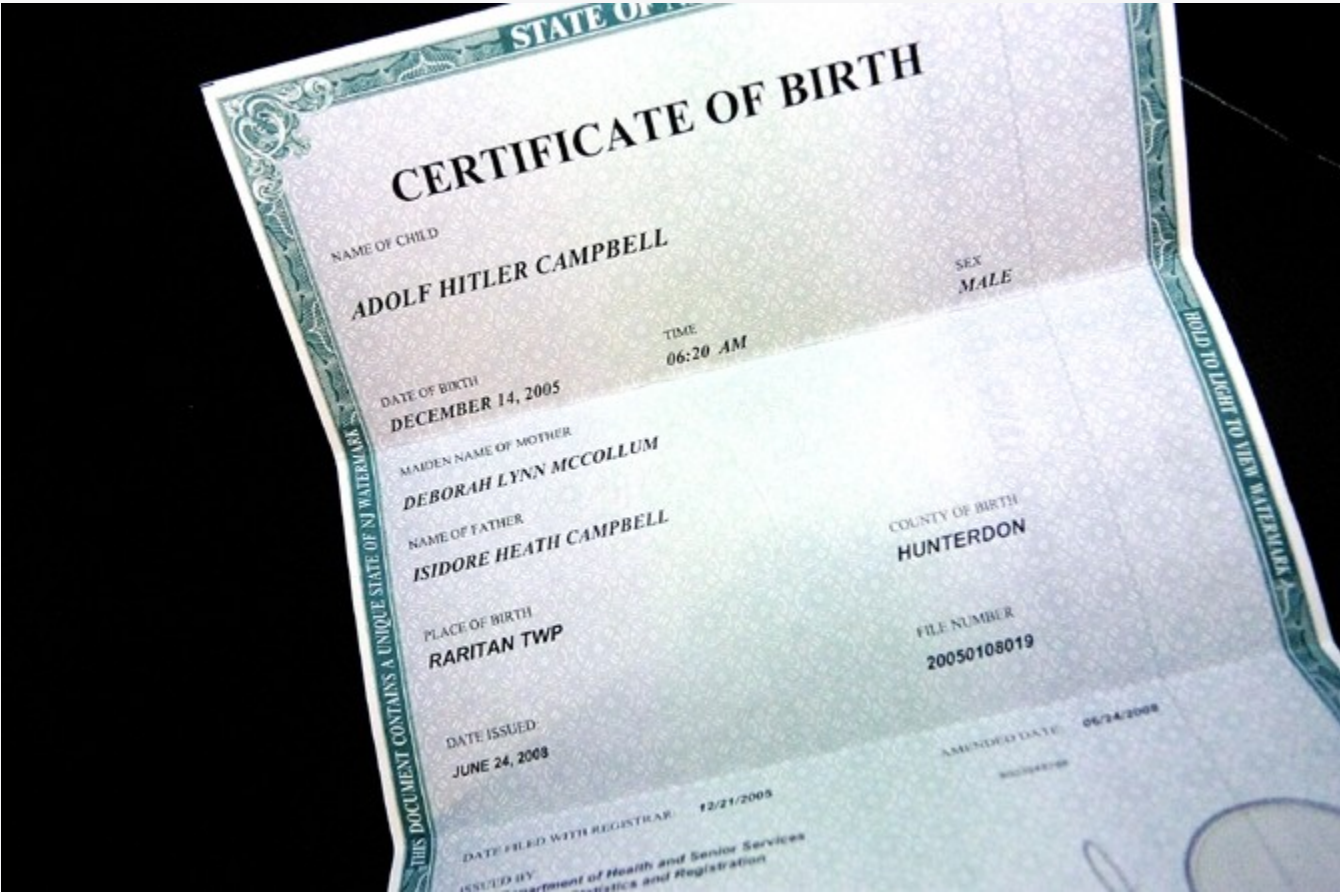 STATE OF
CERTIFICATE OF BIRTH
NAME OF CHILD
ADOLF HITLER CAMPBELL
SEX
MALE
TIME
06:20 AM
DATE OF BIRTH
DECEMBER 14, 2005
MAIDEN NAME OF MOTHER
DEBORAH LYNN MCCOLLUM
NAME OF FATHER
ISIDORE HEATH CAMPBELL
COUNTY OF BIRTH
HUNTERDON
PLACE OF BIRTH
RARITAN TWP
FILE NUMBER
20050108019
DATE ISSUED:
JUNE 24, 2008
AMENDED DATE: 06/24/2008
DATE FILED WITH REGISTRAR: 12/21/2005
ISSUED BY
of Health and Senior Services
and Registration
THIS DOCUMENT CONTAINS A UNIQUE STATE OF NJ WATERMARK
HOLD TO LIGHT TO VIEW WATERMARK